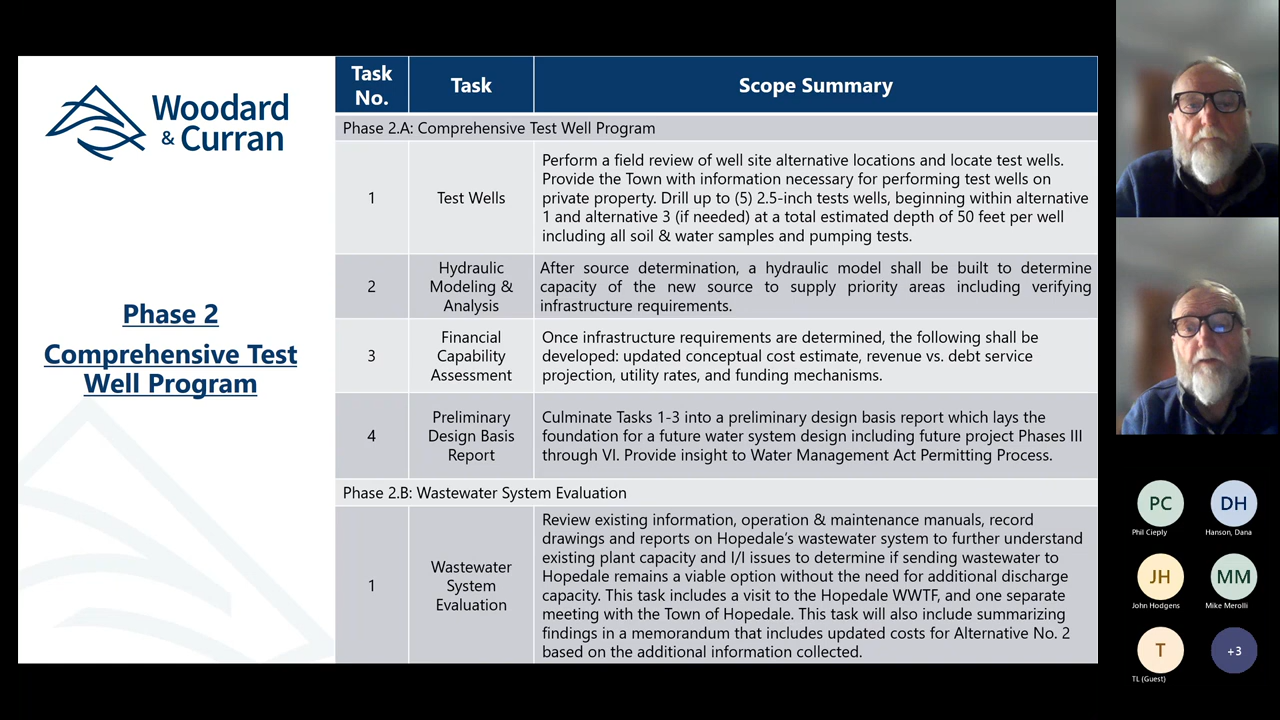 Woodard
& Curran
Phase 2
Comprehensive Test
Well Program
Task
No.
Task
Scope Summary
Phase 2.A: Comprehensive Test Well Program
1
Test Wells
Perform a field review of well site alternative locations and locate test wells.
Provide the Town with information necessary for performing test wells on
private property. Drill up to (5) 2.5-inch tests wells, beginning within alternative
1 and alternative 3 (if needed) at a total estimated depth of 50 feet per well
including all soil & water samples and pumping tests.
2
Hydraulic
Modeling &
Analysis
After source determination, a hydraulic model shall be built to determine
capacity of the new source to supply priority areas including verifying
infrastructure requirements.
3
Financial
Capability
Assessment
Once infrastructure requirements are determined, the following shall be
developed: updated conceptual cost estimate, revenue vs. debt service
projection, utility rates, and funding mechanisms.
4
Preliminary
Design Basis
Report
Culminate Tasks 1-3 into a preliminary design basis report which lays the
foundation for a future water system design including future project Phases III
through VI. Provide insight to Water Management Act Permitting Process.
Phase 2.B: Wastewater System Evaluation
1
Wastewater
System
Evaluation
Review existing information, operation & maintenance manuals, record
drawings and reports on Hopedale's wastewater system to further understand
existing plant capacity and I/I issues to determine if sending wastewater to
Hopedale remains a viable option without the need for additional discharge
capacity. This task includes a visit to the Hopedale WWTF, and one separate
meeting with the Town of Hopedale. This task will also include summarizing
findings in a memorandum that includes updated costs for Alternative No. 2
based on the additional information collected.
PC
Phil Cieply
DH
Hanson, Dana
JH
John Hodgens
MM
Mike Merolli
T
TL (Guest)
+3